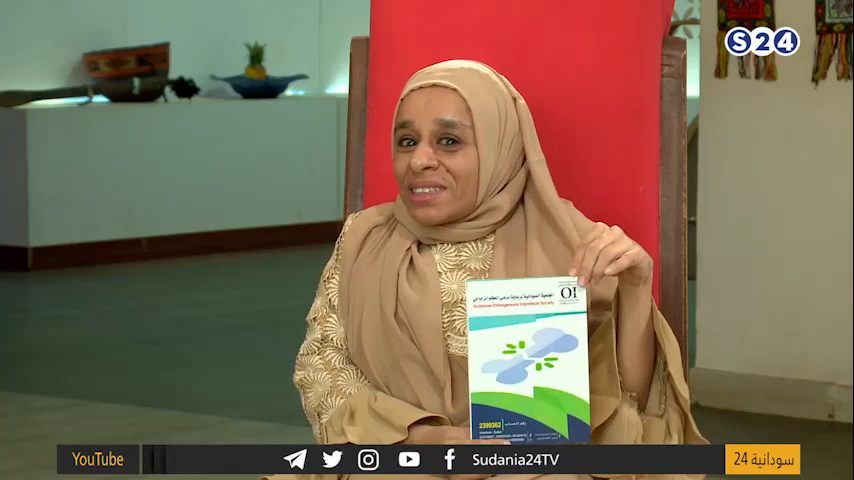 S24
الجمعية السودانية لرعاية مرضى العظم الزجاجي
Sudanese Osteogenesis Imperfecta Society
OI
رقم الحساب 2399362
YouTube
Sudania24TV
سودانية 24